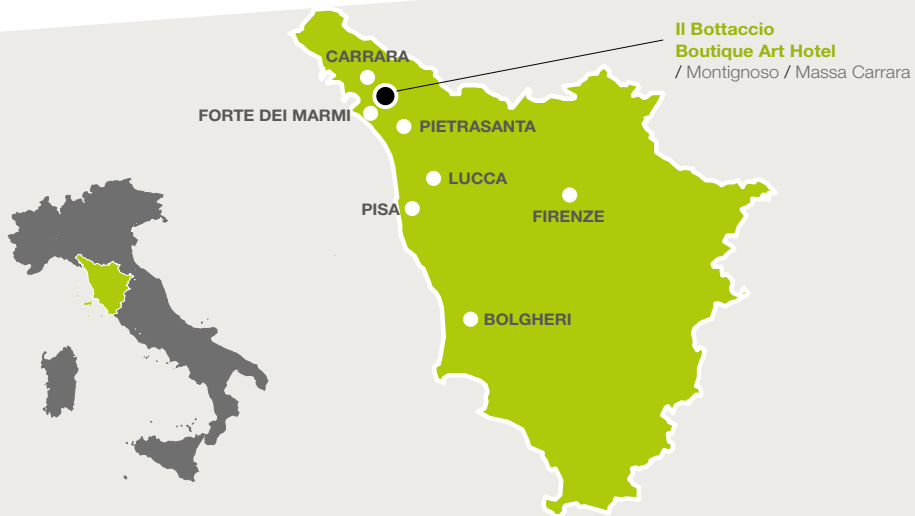 Il Bottaccio
Boutique Art Hotel
/ Montignoso / Massa Carrara
CARRARA
FORTE DEI MARMI
PIETRASANTA
LUCCA
PISA
FIRENZE
BOLGHERI